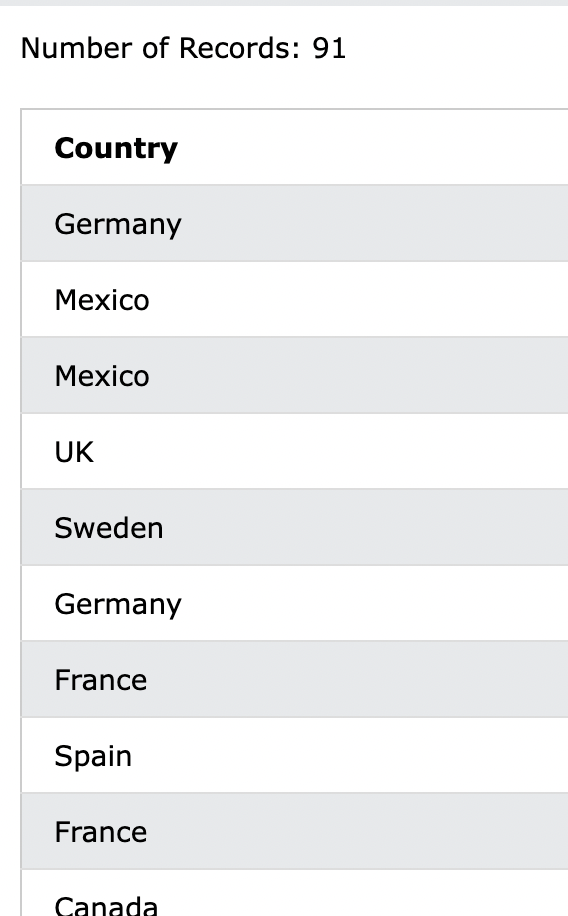 Number of Records: 91
Country
Germany
Mexico
Mexico
UK
Sweden
Germany
France
Spain
France
Canada